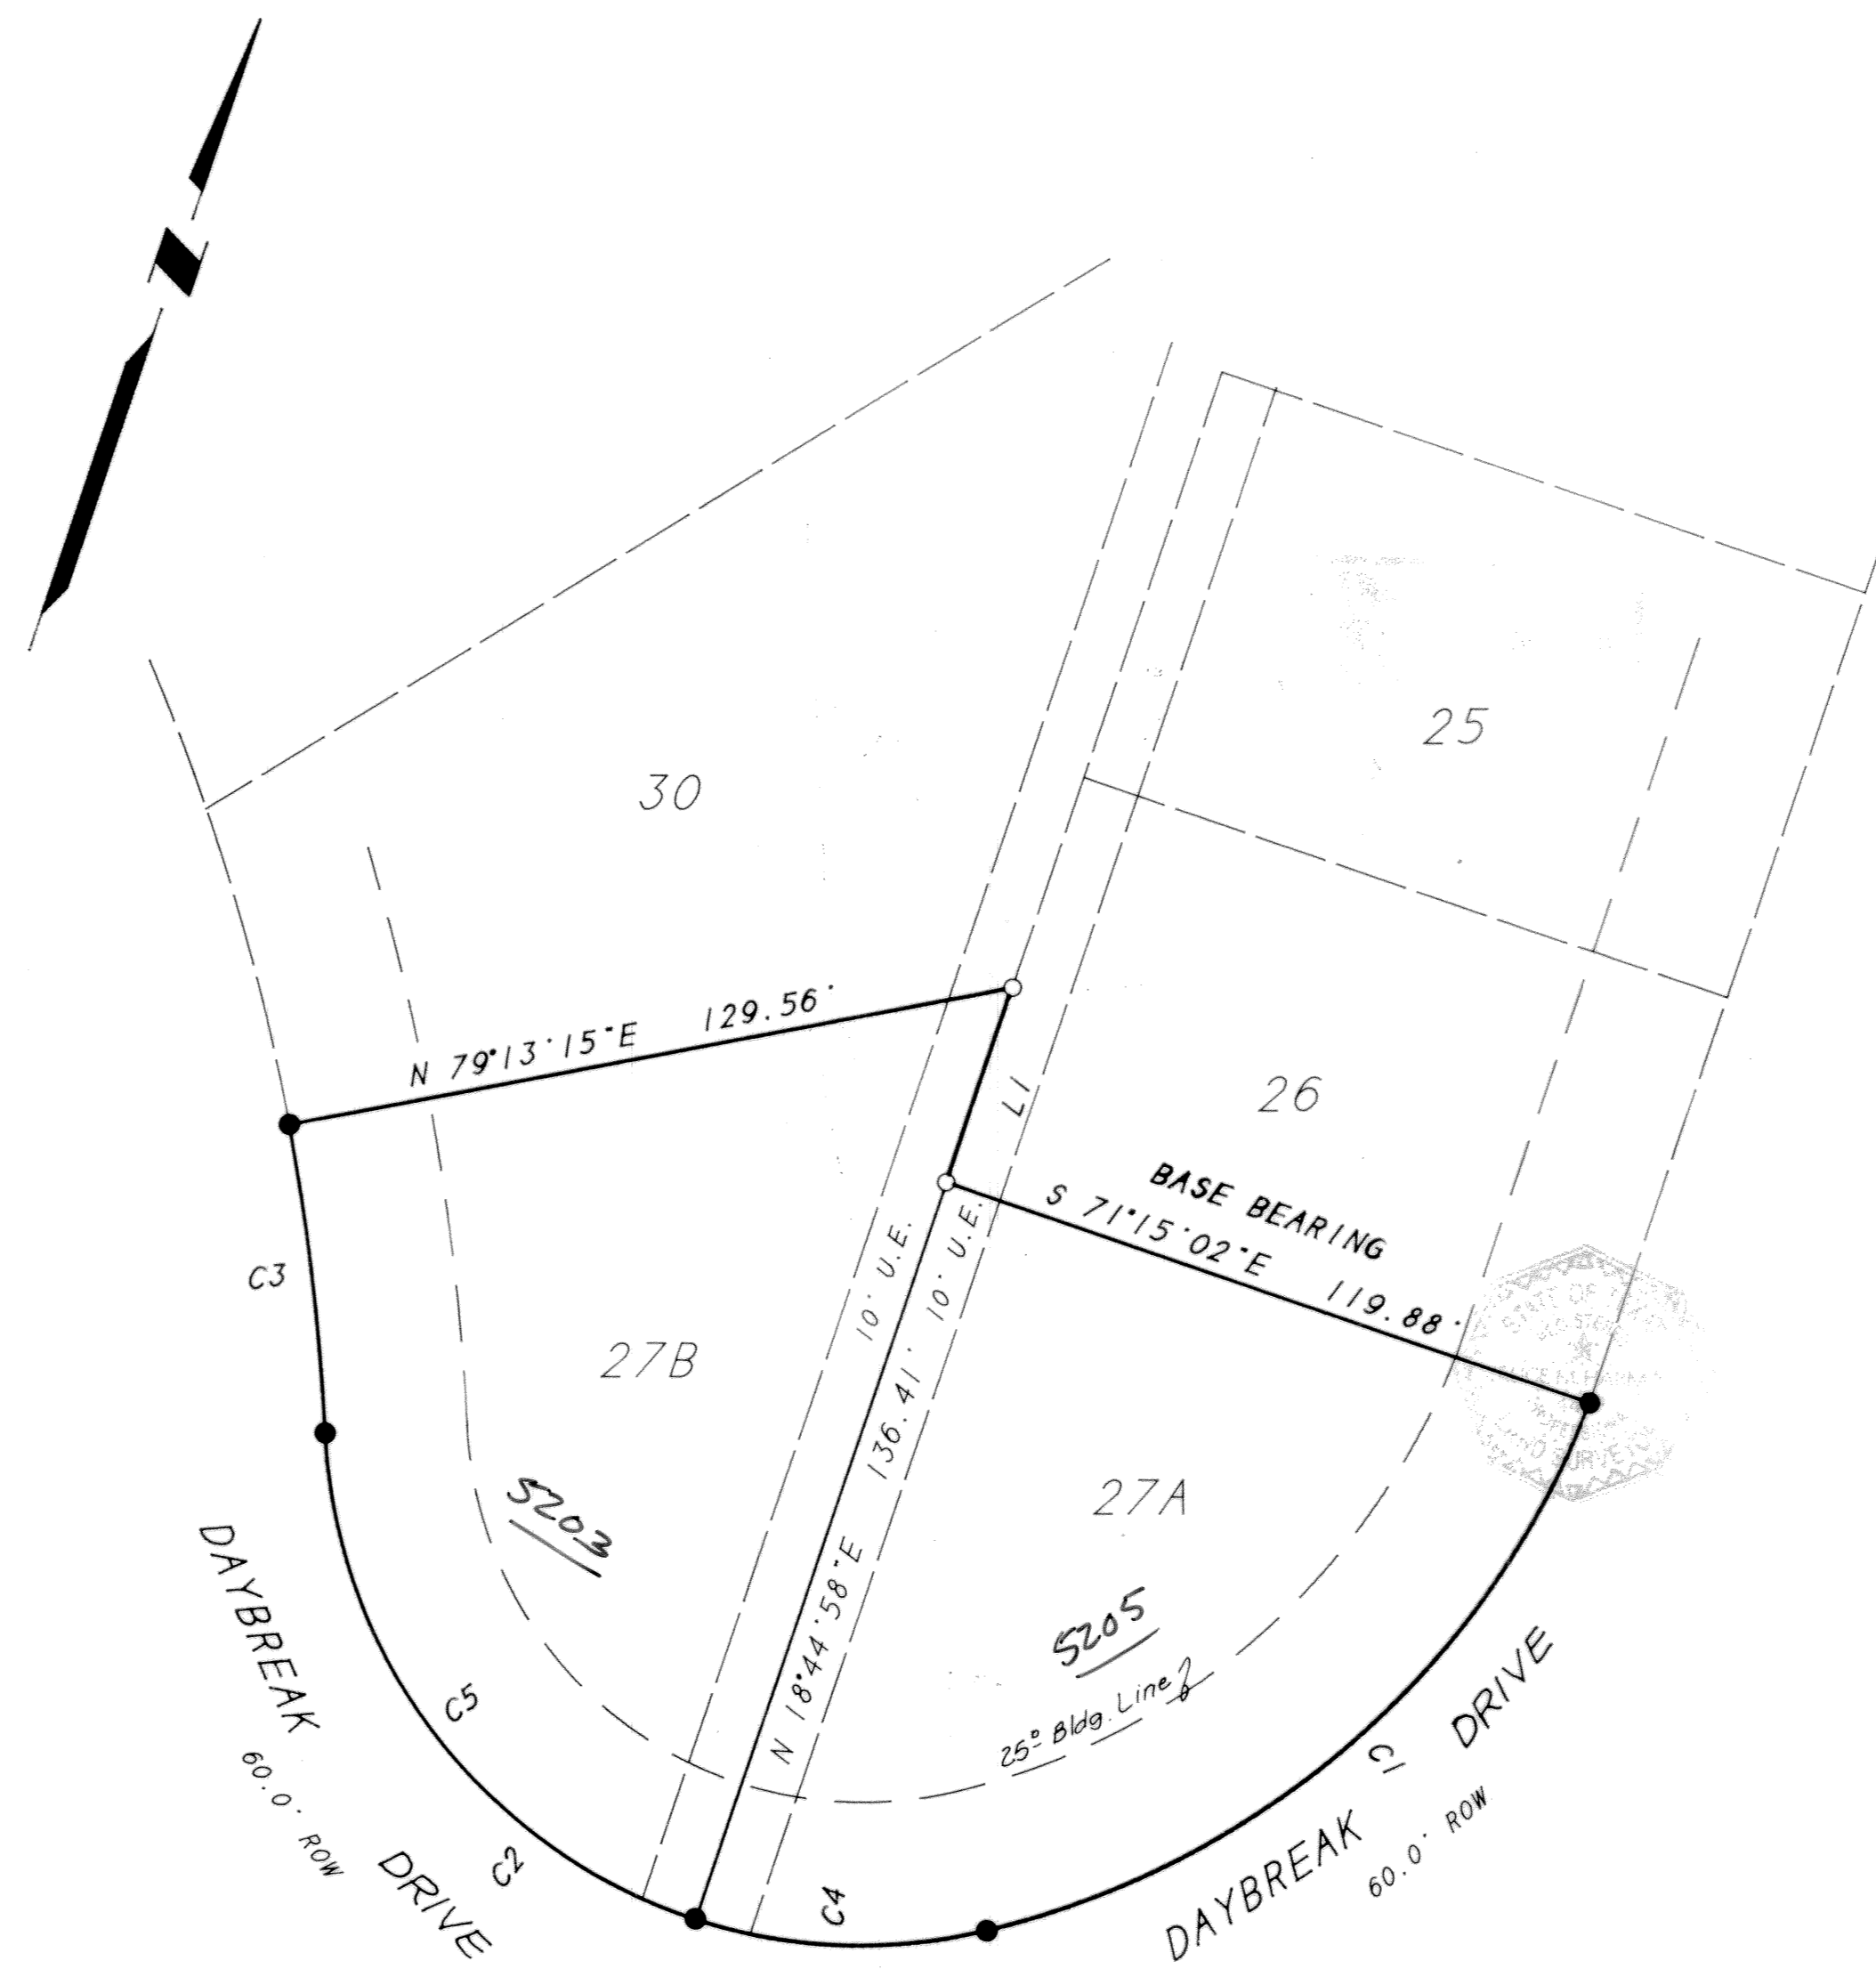 30
25
N 79°13'15"E 129.56'
L1
26
BASE BEARING
S 71°15'02"E 119.88'
C3
10' U.E.
10' U.E.
27B
N 18°44'58"E 136.41'
27A
5203
5205
25' Bldg. Line
DAYBREAK DRIVE
60.0' ROW
C5
C2
C4
C1
DAYBREAK DRIVE
60.0' ROW